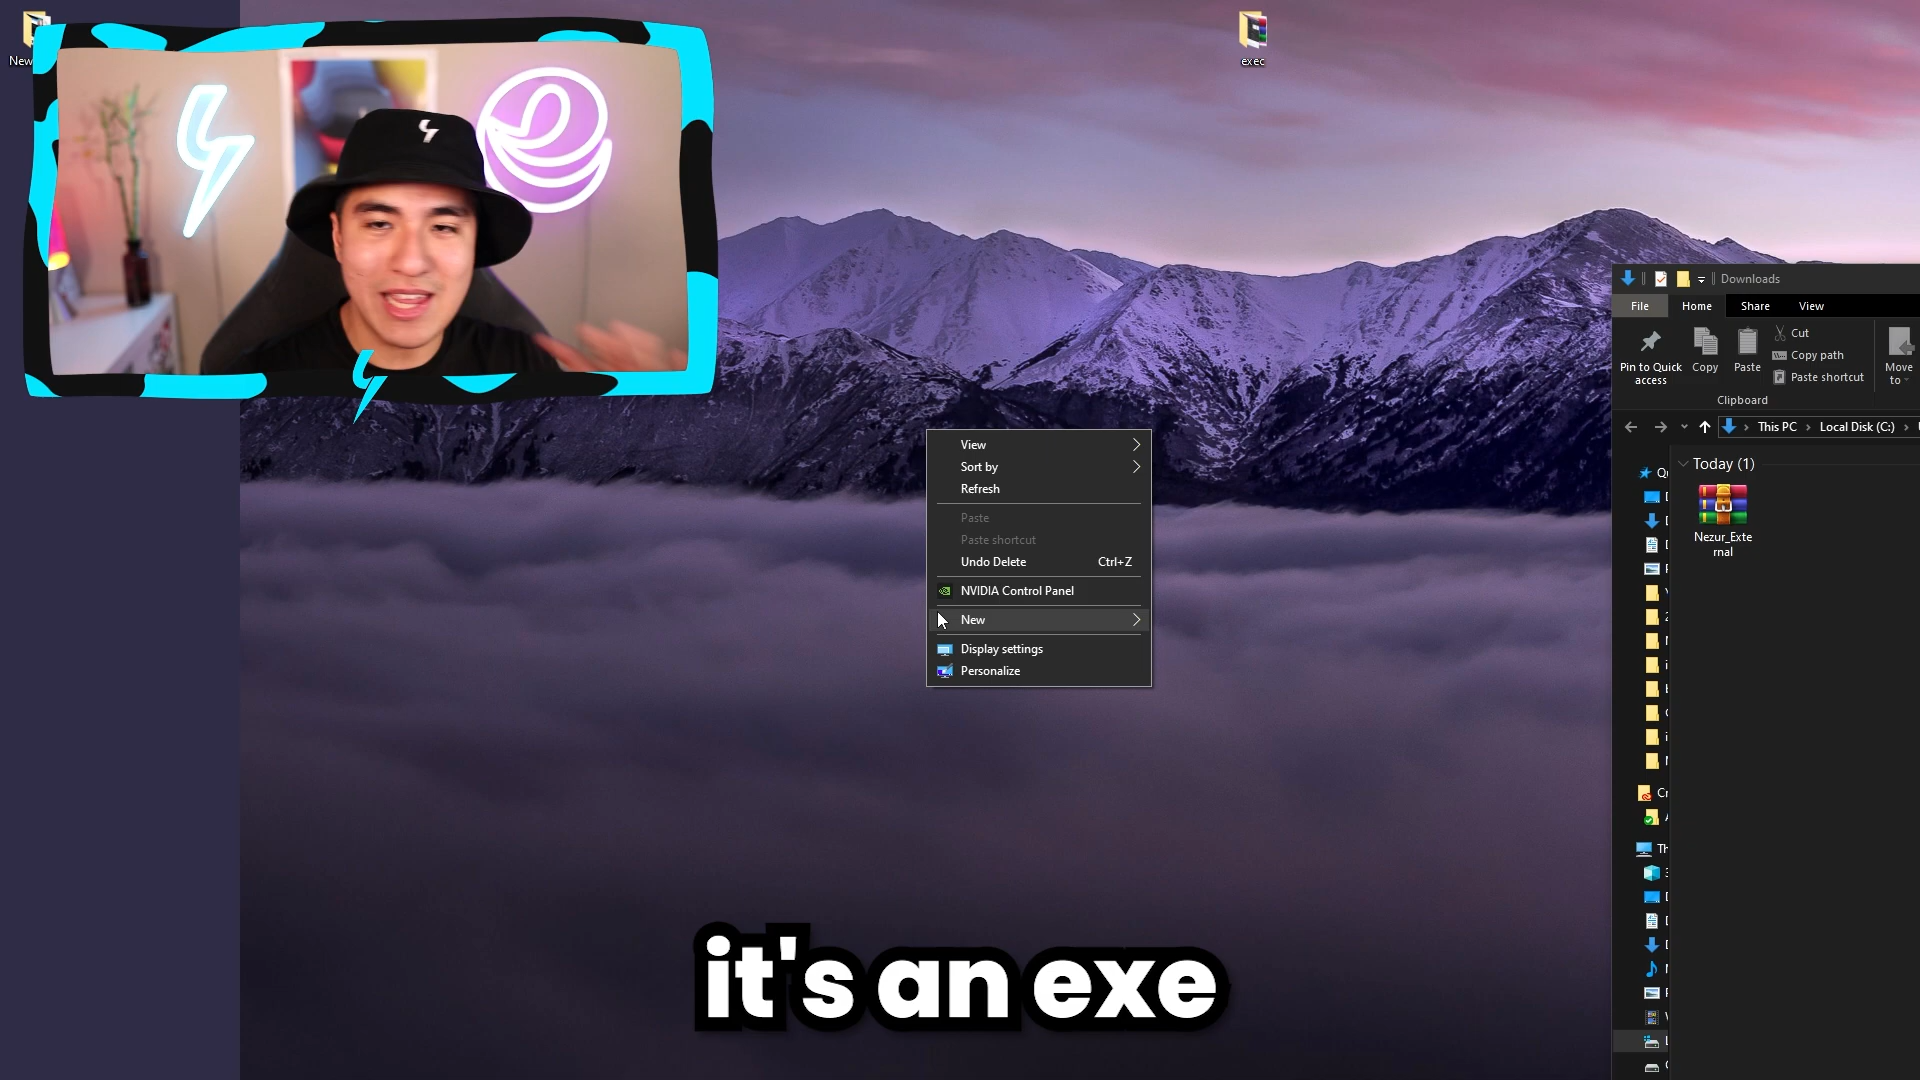 New
exec
Downloads
File
Home
Share
View
Pin to Quick access
Copy
Paste
Cut
Copy path
Paste shortcut
Move to
Clipboard
This PC
Local Disk (C:)
Today (1)
Nezur_Exte
rnal
View
Sort by
Refresh
Paste
Paste shortcut
Undo Delete Ctrl+Z
NVIDIA Control Panel
New
Display settings
Personalize
it's an exe